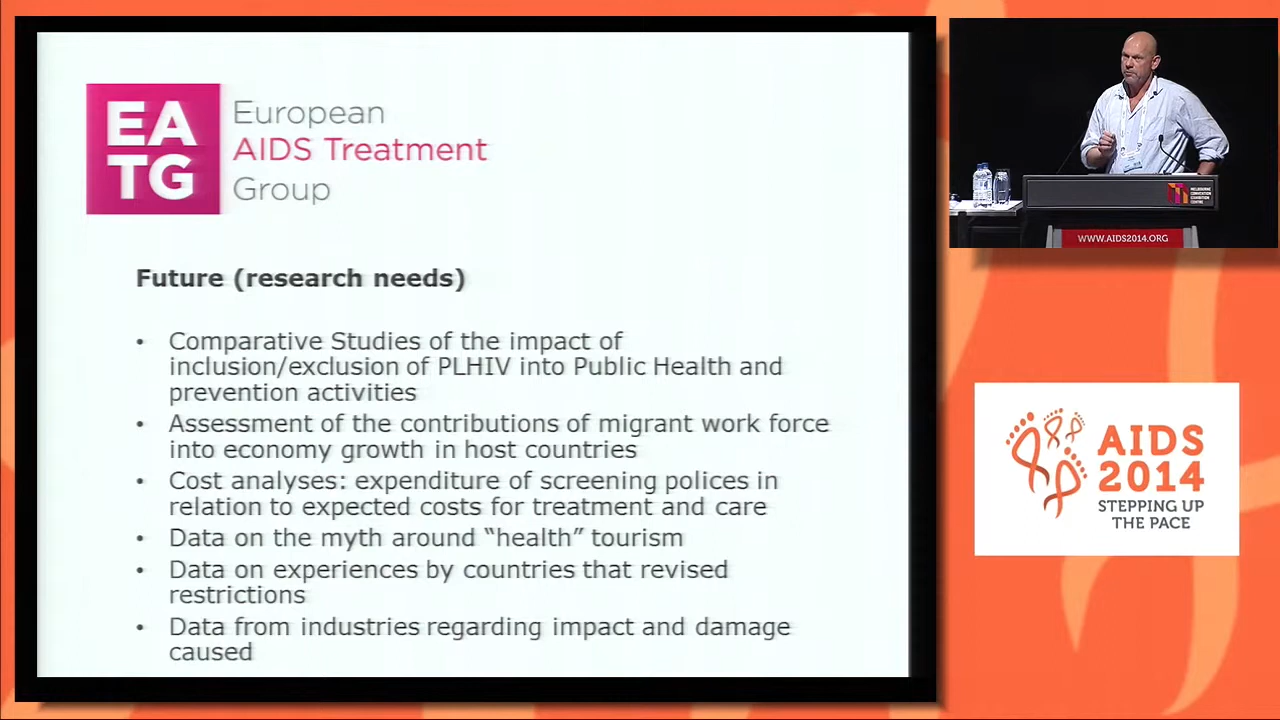 EA
TG
European
AIDS Treatment
Group
Future (research needs)
• Comparative Studies of the impact of
inclusion/exclusion of PLHIV into Public Health and
prevention activities
• Assessment of the contributions of migrant work force
into economy growth in host countries
• Cost analyses: expenditure of screening polices in
relation to expected costs for treatment and care
• Data on the myth around “health” tourism
• Data on experiences by countries that revised
restrictions
• Data from industries regarding impact and damage
caused
MELBOURNE
CONVENTION
EXHIBITION
CENTRE
WWW.AIDS2014.ORG
AIDS
2014
STEPPING UP
THE PACE